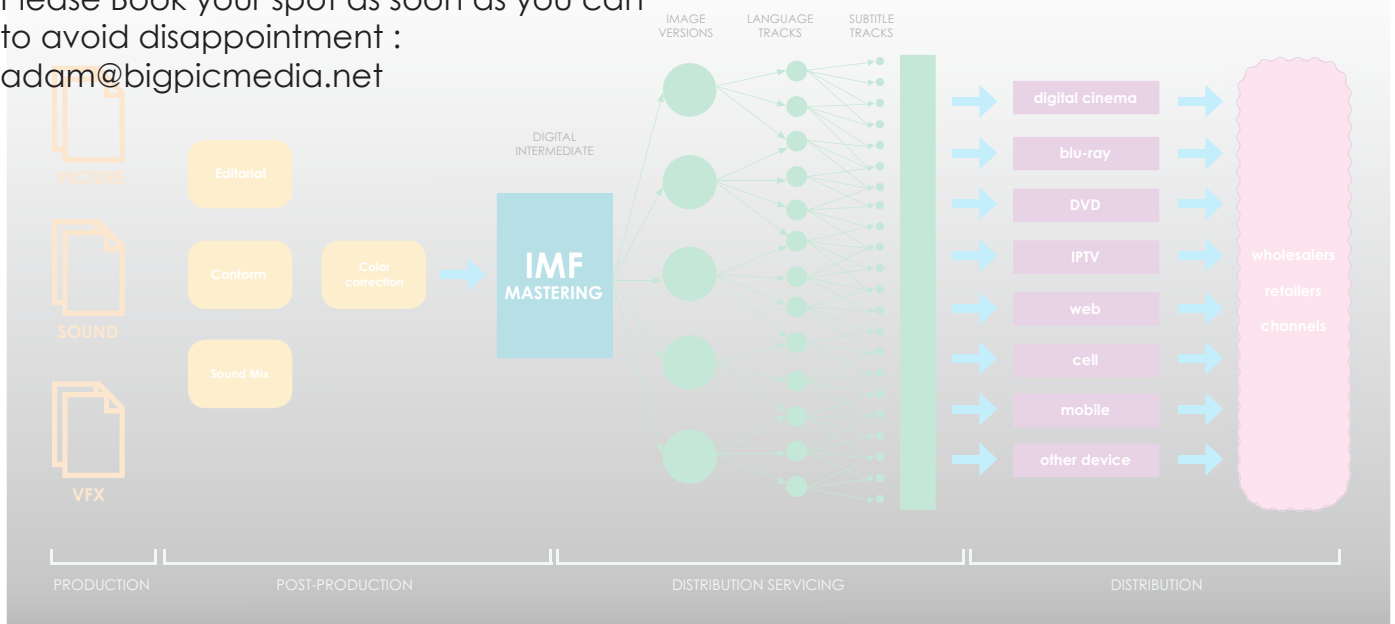 Please Book your spot as soon as you can
to avoid disappointment :
adam@bigpicmedia.net
IMAGE
VERSIONS
LANGUAGE
TRACKS
SUBTITLE
TRACKS
PICTURE
SOUND
VFX
Editorial
Conform
Sound Mix
Color
correction
DIGITAL
INTERMEDIATE
IMF
MASTERING
digital cinema
blu-ray
DVD
IPTV
web
cell
mobile
other device
wholesalers
retailers
channels
PRODUCTION
POST-PRODUCTION
DISTRIBUTION SERVICING
DISTRIBUTION